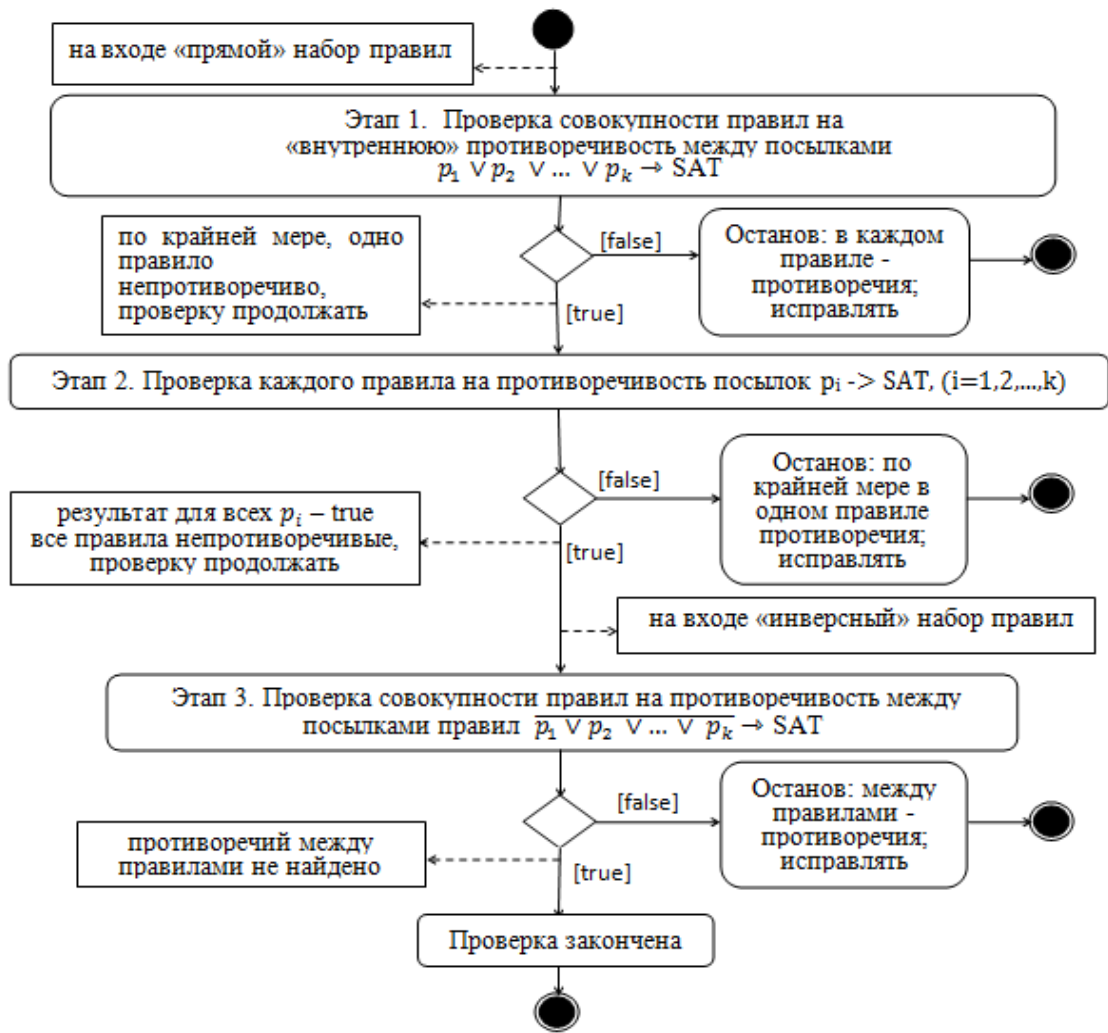 на входе «прямой» набор правил
Этап 1. Проверка совокупности правил на
«внутреннюю» противоречивость между посылками
p₁ ∨ p₂ ∨ … ∨ pₖ → SAT
по крайней мере, одно
правило
непротиворечиво,
проверку продолжать
[false]
[true]
Останов: в каждом
правиле -
противоречия;
исправлять
Этап 2. Проверка каждого правила на противоречивость посылок pᵢ -> SAT, (i=1,2,...,k)
[false]
[true]
Останов: по
крайней мере в
одном правиле
противоречия;
исправлять
результат для всех pᵢ – true
все правила непротиворечивые,
проверку продолжать
на входе «инверсный» набор правил
Этап 3. Проверка совокупности правил на противоречивость между
посылками правил p̅₁̅ ̅∨̅ ̅p̅₂̅ ̅∨̅ ̅…̅ ̅∨̅ ̅p̅ₖ̅ → SAT
[false]
[true]
Останов: между
правилами -
противоречия;
исправлять
противоречий между
правилами не найдено
Проверка закончена